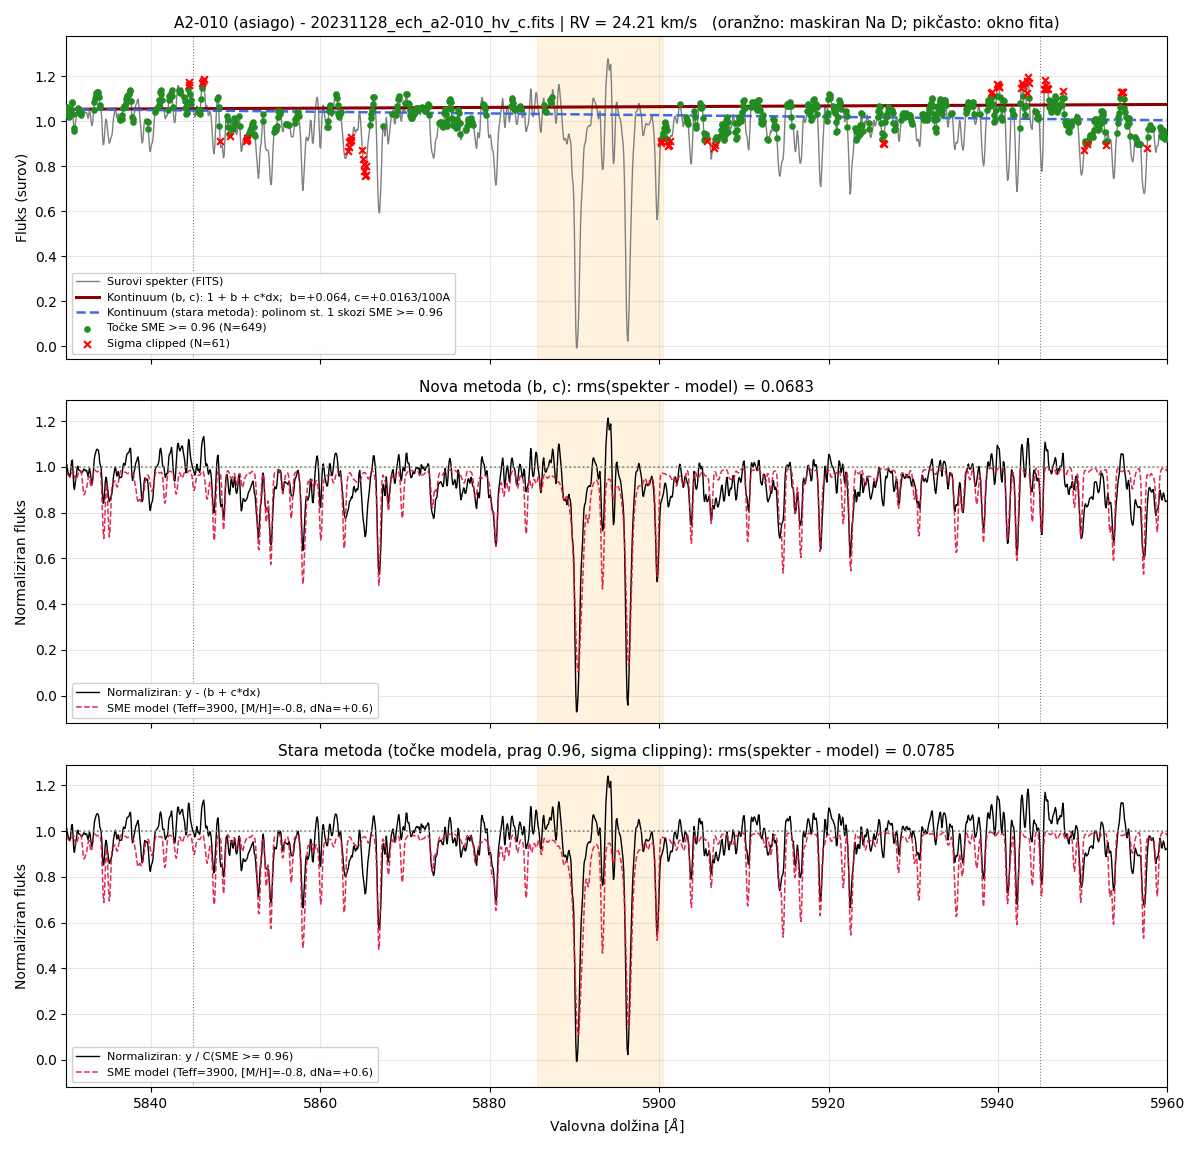 A2-010 (asiago) - 20231128_ech_a2-010_hv_c.fits | RV = 24.21 km/s   (oranžno: maskiran Na D; pikčasto: okno fita)
Fluks (surov)
1.2
1.0
0.8
0.6
0.4
0.2
0.0
Surovi spekter (FITS)
Kontinuum (b, c): 1 + b + c*dx;  b=+0.064, c=+0.0163/100A
Kontinuum (stara metoda): polinom st. 1 skozi SME >= 0.96
Točke SME >= 0.96 (N=649)
Sigma clipped (N=61)
Nova metoda (b, c): rms(spekter - model) = 0.0683
Normaliziran fluks
1.2
1.0
0.8
0.6
0.4
0.2
0.0
Normaliziran: y - (b + c*dx)
SME model (Teff=3900, [M/H]=-0.8, dNa=+0.6)
Stara metoda (točke modela, prag 0.96, sigma clipping): rms(spekter - model) = 0.0785
Normaliziran fluks
1.2
1.0
0.8
0.6
0.4
0.2
0.0
Normaliziran: y / C(SME >= 0.96)
SME model (Teff=3900, [M/H]=-0.8, dNa=+0.6)
5840 5860 5880 5900 5920 5940 5960
Valovna dolžina [Å]